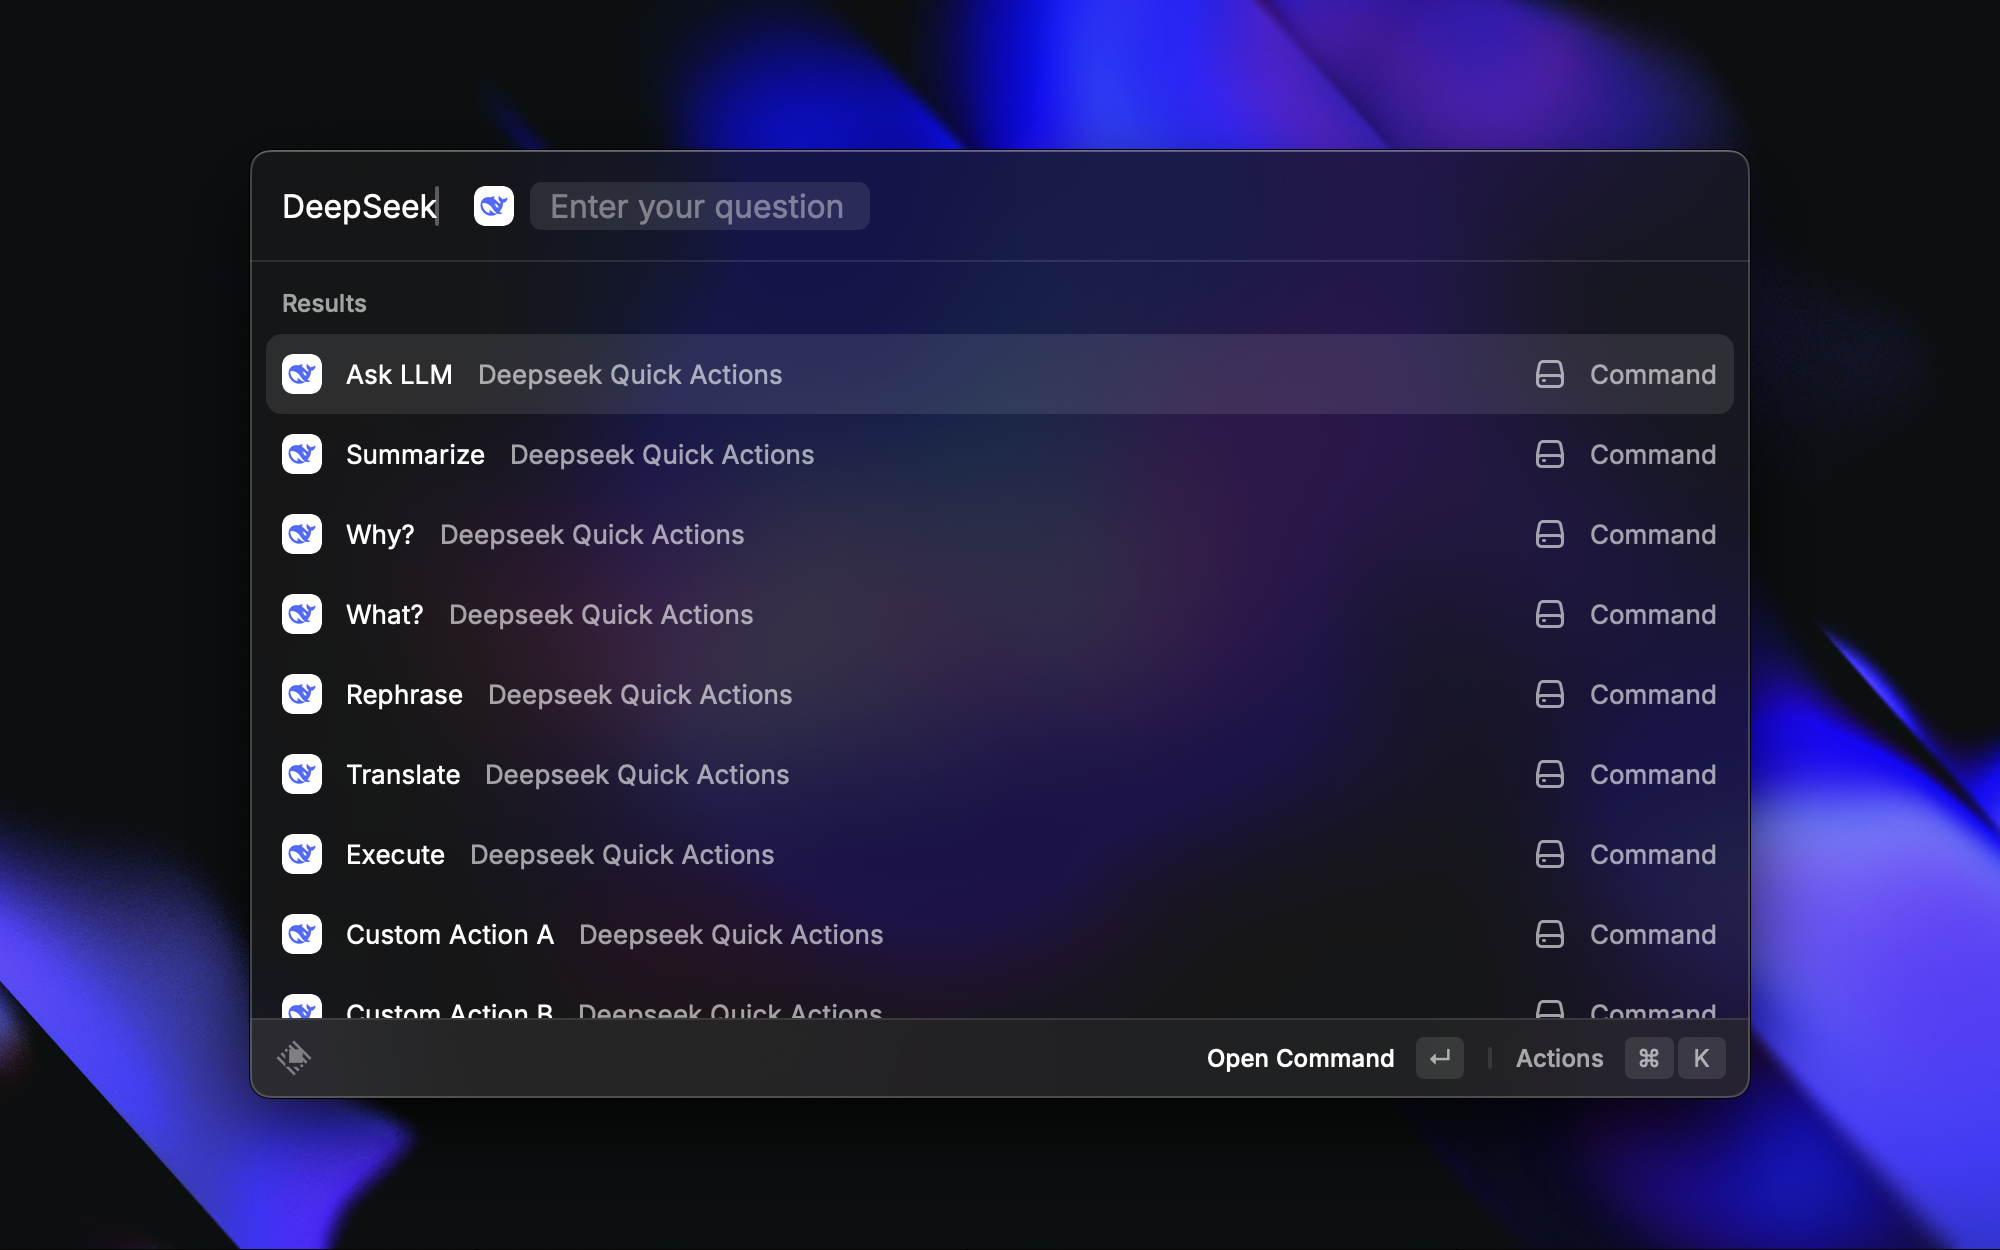 DeepSeek Enter your question
Results
Ask LLM Deepseek Quick Actions Command
Summarize Deepseek Quick Actions Command
Why? Deepseek Quick Actions Command
What? Deepseek Quick Actions Command
Rephrase Deepseek Quick Actions Command
Translate Deepseek Quick Actions Command
Execute Deepseek Quick Actions Command
Custom Action A Deepseek Quick Actions Command
Custom Action B Deepseek Quick Actions Command
Open Command ↵ Actions ⌘ K